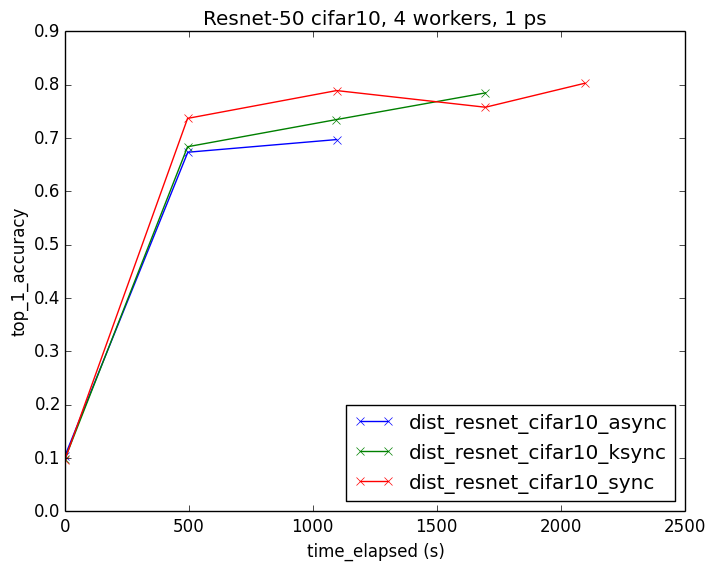 Resnet-50 cifar10, 4 workers, 1 ps
0.9
0.8
0.7
0.6
0.5
0.4
0.3
0.2
0.1
0.0
top_1_accuracy
dist_resnet_cifar10_async
dist_resnet_cifar10_ksync
dist_resnet_cifar10_sync
0 500 1000 1500 2000 2500
time_elapsed (s)